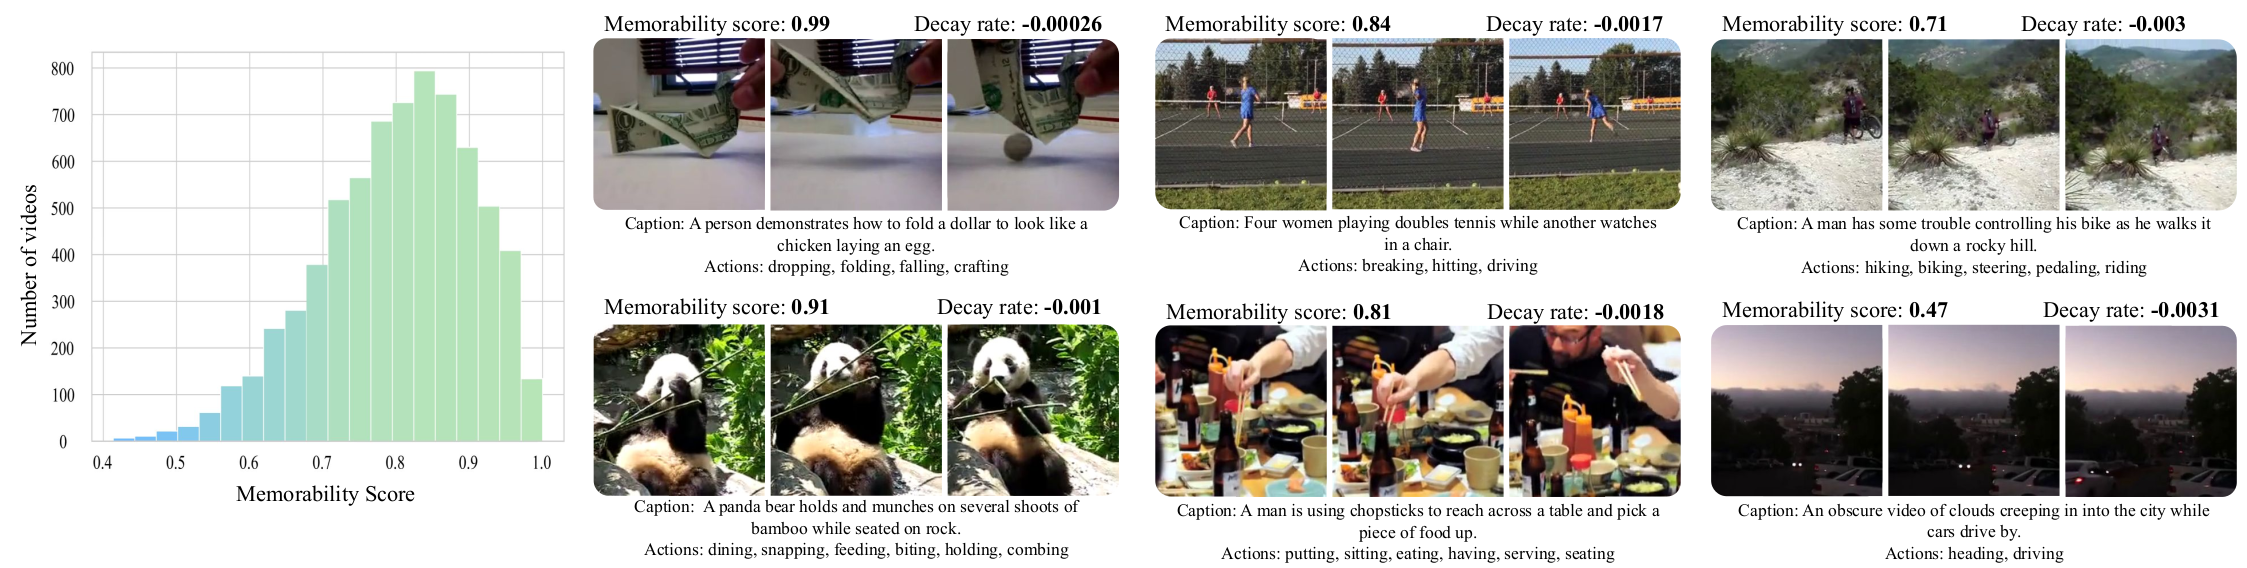 Number of videos
800
700
600
500
400
300
200
100
0
0.4 0.5 0.6 0.7 0.8 0.9 1.0
Memorability Score
Memorability score: 0.99 Decay rate: -0.00026
Caption: A person demonstrates how to fold a dollar to look like a
chicken laying an egg.
Actions: dropping, folding, falling, crafting
Memorability score: 0.91 Decay rate: -0.001
Caption: A panda bear holds and munches on several shoots of
bamboo while seated on rock.
Actions: dining, snapping, feeding, biting, holding, combing
Memorability score: 0.84 Decay rate: -0.0017
Caption: Four women playing doubles tennis while another watches
in a chair.
Actions: breaking, hitting, driving
Memorability score: 0.81 Decay rate: -0.0018
Caption: A man is using chopsticks to reach across a table and pick a
piece of food up.
Actions: putting, sitting, eating, having, serving, seating
Memorability score: 0.71 Decay rate: -0.003
Caption: A man has some trouble controlling his bike as he walks it
down a rocky hill.
Actions: hiking, biking, steering, pedaling, riding
Memorability score: 0.47 Decay rate: -0.0031
Caption: An obscure video of clouds creeping in into the city while
cars drive by.
Actions: heading, driving